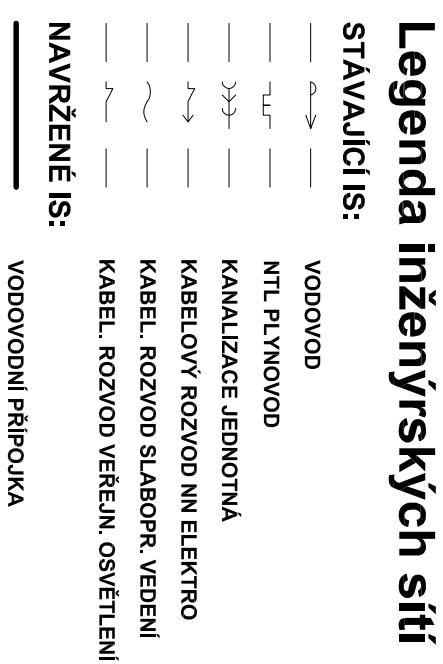 Legenda inženýrských sítí
STÁVAJÍCÍ IS:
VODOVOD
NTL PLYNOVOD
KANALIZACE JEDNOTNÁ
KABELOVÝ ROZVOD NN ELEKTRO
KABEL. ROZVOD SLABOPR. VEDENÍ
KABEL. ROZVOD VEŘEJN. OSVĚTLENÍ
NAVRŽENÉ IS:
VODOVODNÍ PŘÍPOJKA